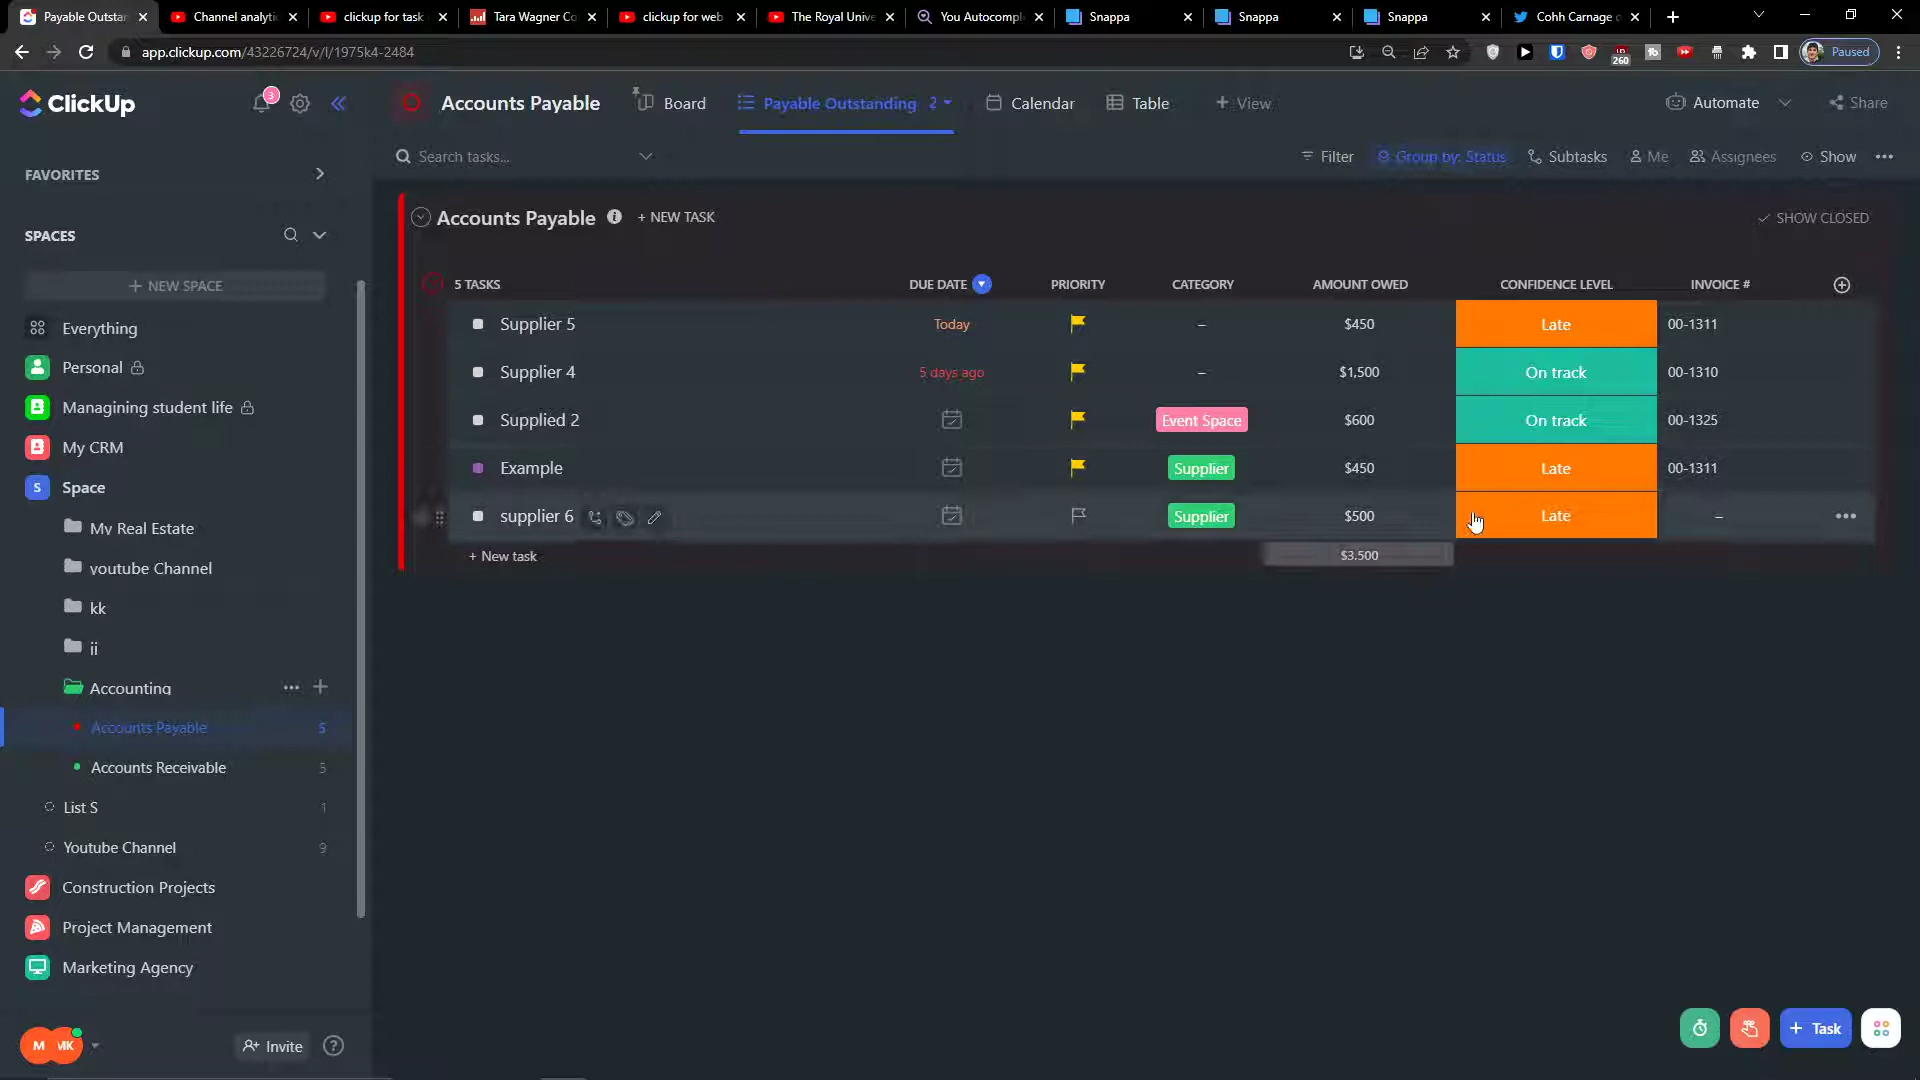 Payable Outstan
Channel analytic
clickup for task
Tara Wagner Co
clickup for web
The Royal Unive
You Autocompl
Snappa
Snappa
Snappa
Cohh Carnage
app.clickup.com/43226724/v/l/1975k4-2484
260
Paused
ClickUp
3
Accounts Payable
Board
Payable Outstanding 2
Calendar
Table
+ View
Automate
Share
Search tasks...
Filter
Group by: Status
Subtasks
Me
Assignees
Show
FAVORITES
SPACES
+ NEW SPACE
Everything
Personal
Managining student life
My CRM
S Space
My Real Estate
youtube Channel
kk
ii
Accounting
Accounts Payable 5
Accounts Receivable 5
List S 1
Youtube Channel 9
Construction Projects
Project Management
Marketing Agency
M MK
Invite
Accounts Payable
+ NEW TASK
SHOW CLOSED
5 TASKS DUE DATE PRIORITY CATEGORY AMOUNT OWED CONFIDENCE LEVEL INVOICE #
Supplier 5 Today – $450 Late 00-1311
Supplier 4 5 days ago – $1,500 On track 00-1310
Supplied 2 Event Space $600 On track 00-1325
Example Supplier $450 Late 00-1311
supplier 6 Supplier $500 Late –
+ New task $3,500
+ Task